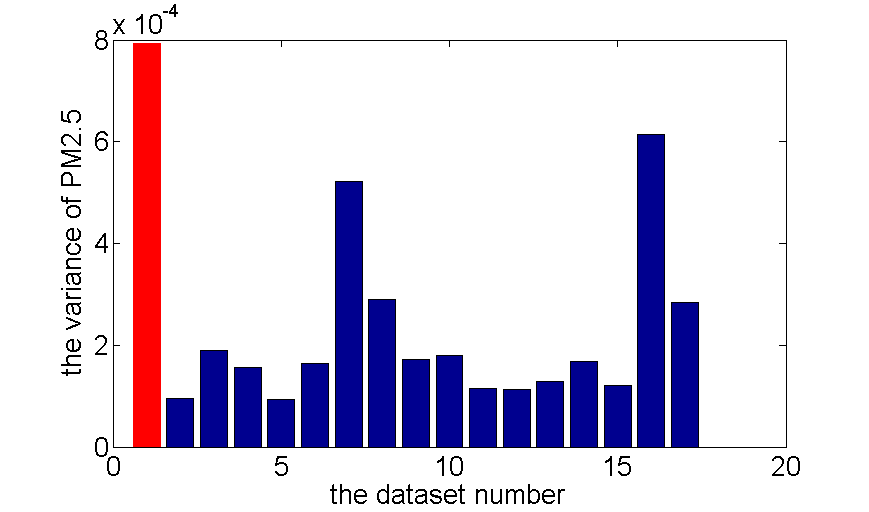 x 10-4
8
6
4
2
0
the variance of PM2.5
0 5 10 15 20
the dataset number